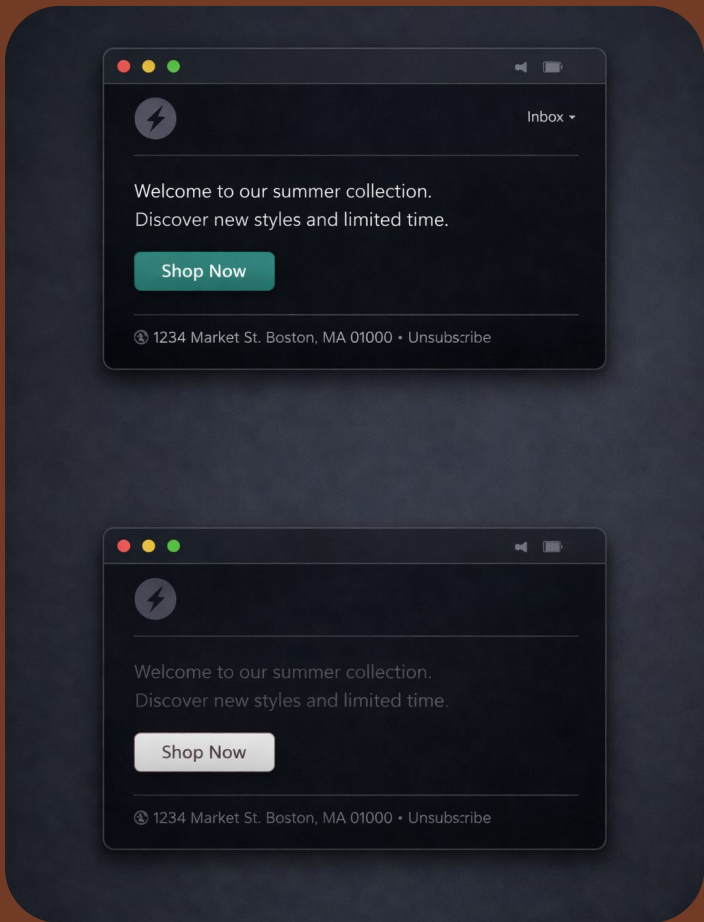 Inbox
Welcome to our summer collection.
Discover new styles and limited time.
Shop Now
1234 Market St. Boston, MA 01000 • Unsubscribe
Welcome to our summer collection.
Discover new styles and limited time.
Shop Now
1234 Market St. Boston, MA 01000 • Unsubscribe